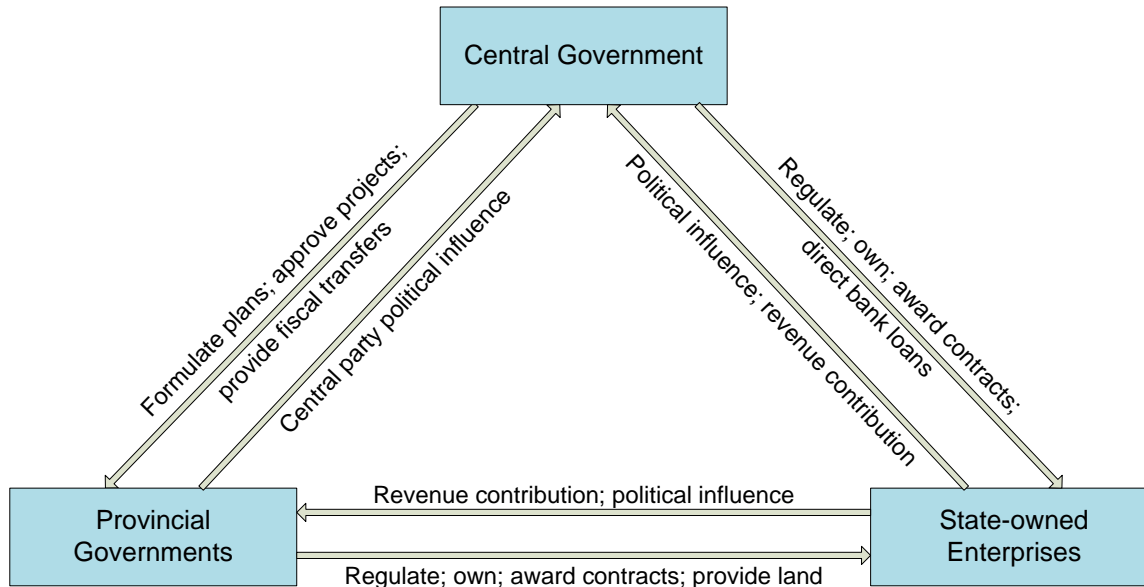 Central Government
Formulate plans; approve projects;
provide fiscal transfers
Central party political influence
Political influence; revenue contribution
Regulate; own; award contracts;
direct bank loans
Provincial
Governments
Revenue contribution; political influence
Regulate; own; award contracts; provide land
State-owned
Enterprises